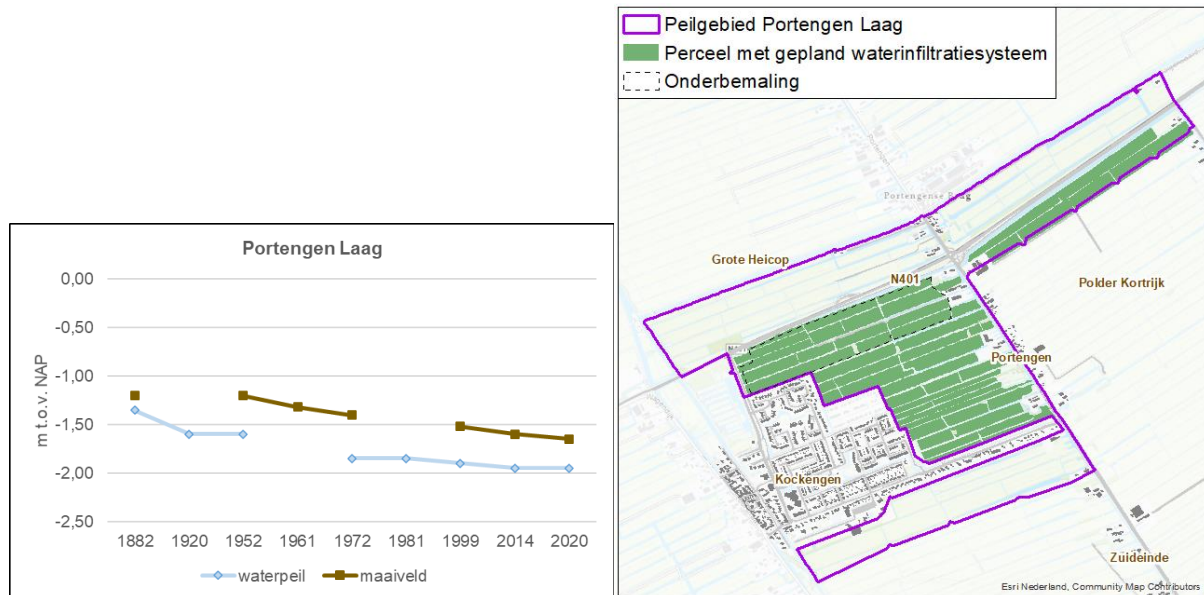 Portengen Laag
0,00
-0,50
-1,00
-1,50
-2,00
-2,50
m t.o.v. NAP
1882 1920 1952 1961 1972 1981 1999 2014 2020
waterpeil maaiveld
Peilgebied Portengen Laag
Perceel met gepland waterinfiltratiesysteem
Onderbemaling
Portengense Brug
Grote Heicop
N401
Polder Kortrijk
Portengen
Kockengen
Zuideinde
Esri Nederland, Community Map Contributors